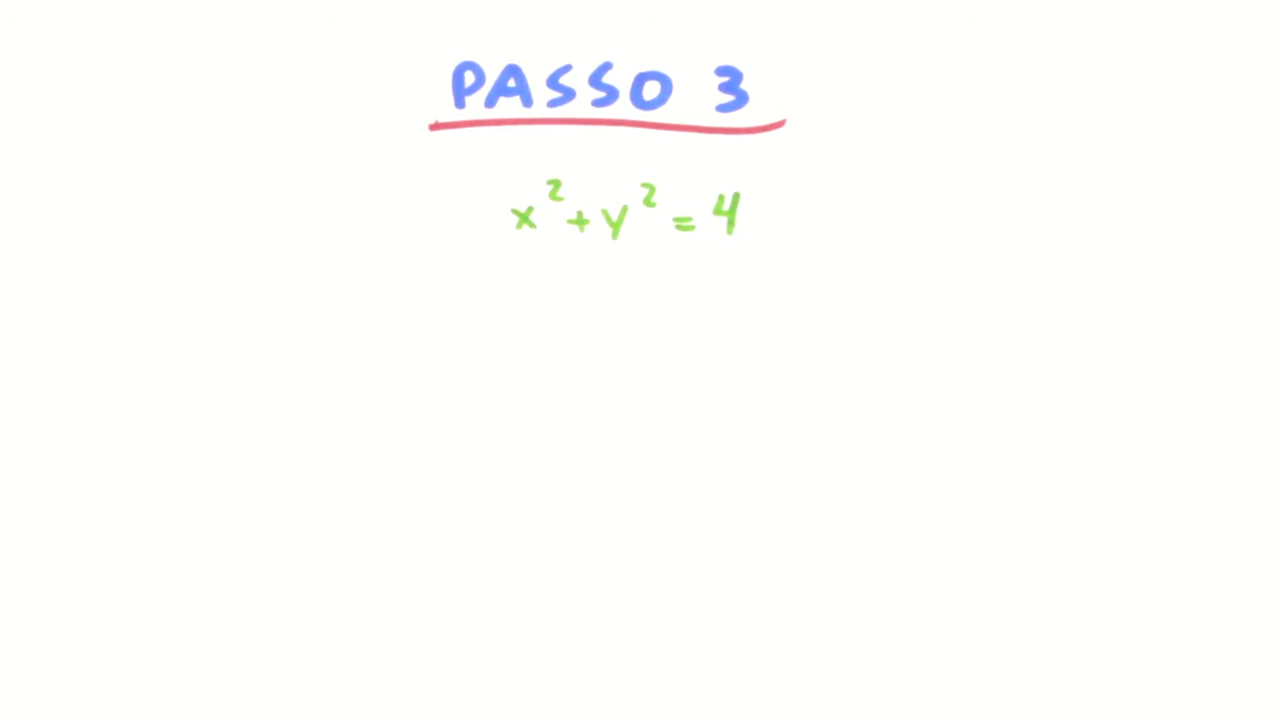 PASSO 3
x² + y² = 4